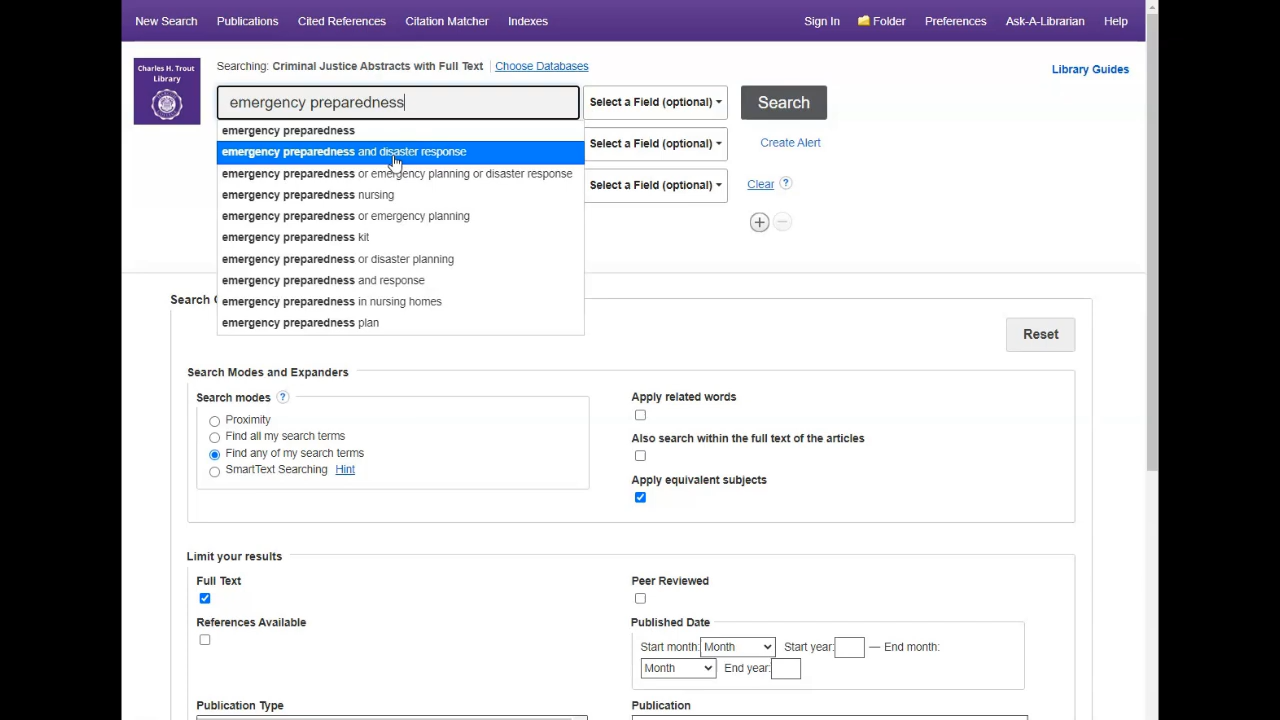 New Search Publications Cited References Citation Matcher Indexes Sign In Folder Preferences Ask-A-Librarian Help
Charles H. Trout
Library
Searching: Criminal Justice Abstracts with Full Text Choose Databases
Library Guides
emergency preparedness Select a Field (optional) Search
emergency preparedness
emergency preparedness and disaster response Select a Field (optional) Create Alert
emergency preparedness or emergency planning or disaster response
emergency preparedness nursing Select a Field (optional) Clear ?
emergency preparedness or emergency planning
emergency preparedness kit
emergency preparedness or disaster planning
emergency preparedness and response
emergency preparedness in nursing homes
emergency preparedness plan
Search
Reset
Search Modes and Expanders
Search modes ?
Proximity
Find all my search terms
Find any of my search terms
SmartText Searching Hint
Apply related words
Also search within the full text of the articles
Apply equivalent subjects
Limit your results
Full Text
Peer Reviewed
References Available
Published Date
Start month: Month Start year: — End month:
Month End year:
Publication Type
Publication